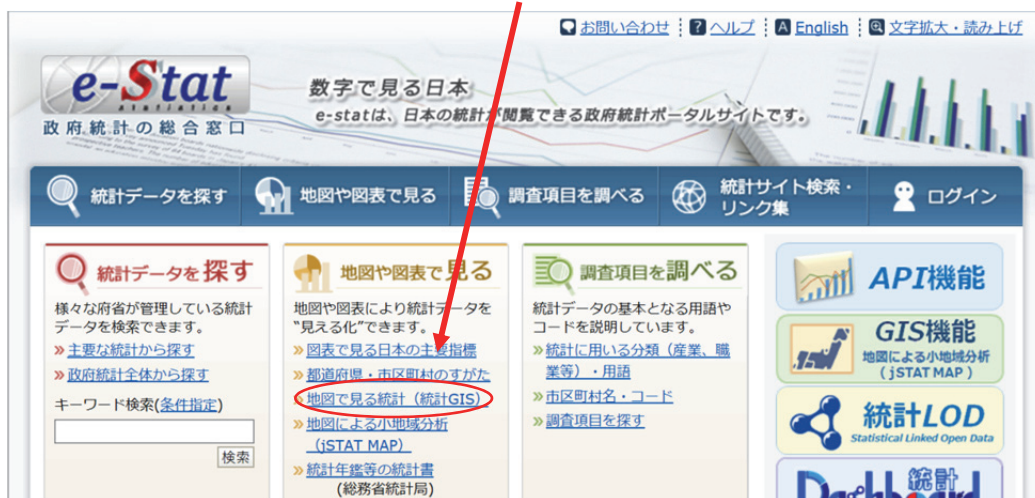 お問い合わせ ヘルプ English 文字拡大・読み上げ
e-Stat
statistics
政府統計の総合窓口
数字で見る日本
e-statは、日本の統計が閲覧できる政府統計ポータルサイトです。
統計データを探す 地図や図表で見る 調査項目を調べる 統計サイト検索・
リンク集 ログイン
統計データを探す
様々な府省が管理している統計
データを検索できます。
主要な統計から探す
政府統計全体から探す
キーワード検索(条件指定)
検索
地図や図表で見る
地図や図表により統計データを
“見える化”できます。
図表で見る日本の主要指標
都道府県・市区町村のすがた
地図で見る統計（統計GIS）
地図による小地域分析
（jSTAT MAP）
統計年鑑等の統計書
(総務省統計局)
調査項目を調べる
統計データの基本となる用語や
コードを説明しています。
統計に用いる分類（産業、職
業等）・用語
市区町村名・コード
調査項目を探す
API機能
GIS機能
地図による小地域分析
（jSTAT MAP）
統計LOD
Statistical Linked Open Data
統計
Dashboard